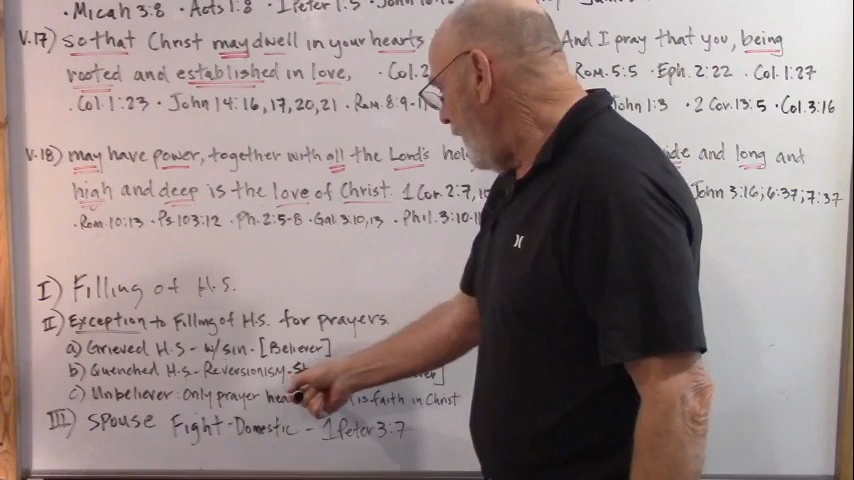 • Micah 3:8 • Acts 1:8 • 1 Peter 1:5 • John
V.17) so that Christ may dwell in your hearts And I pray that you, being
rooted and established in love, • Col. 2 Rom. 5:5 • Eph. 2:22 • Col. 1:27
• Col. 1:23 • John 14:16, 17, 20, 21 • Rom. 8:9-11 John 1:3 • 2 Cor. 13:5 • Col. 3:16
V.18) may have power, together with all the Lord's holy and long and
high and deep is the love of Christ. 1 Cor. 2:7, 10 John 3:16; 6:37; 7:37
• Rom. 10:13 • Ps. 103:12 • Ph. 2:5-8 • Gal. 3:10, 13 • Phil. 3:10-11
I) Filling of H.S.
II) Exception to Filling of H.S. for prayers.
a) Grieved H.S - w/sin - [Believer]
b) Quenched H.S. - Reversionism -
c) Unbeliever: Only prayer (is faith in Christ
III) Spouse Fight - Domestic - 1 Peter 3:7